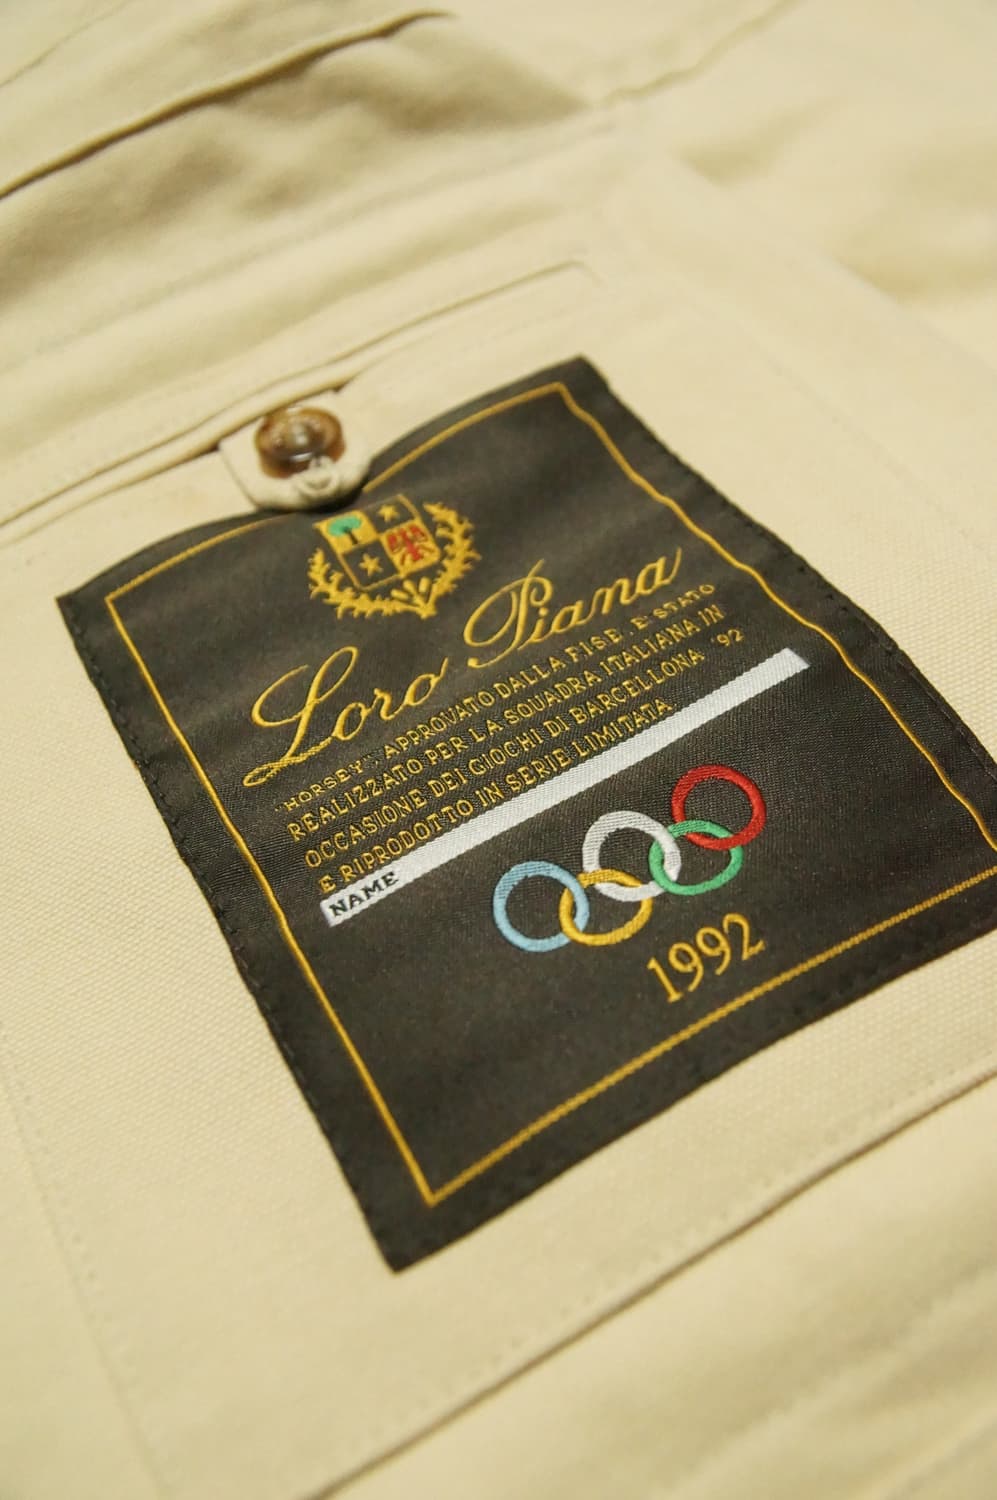 Loro Piana
"HORSEY", APPROVATO DALLA FISE, E' STATO
REALIZZATO PER LA SQUADRA ITALIANA IN
OCCASIONE DEI GIOCHI DI BARCELLONA '92
E RIPRODOTTO IN SERIE LIMITATA
NAME
1992